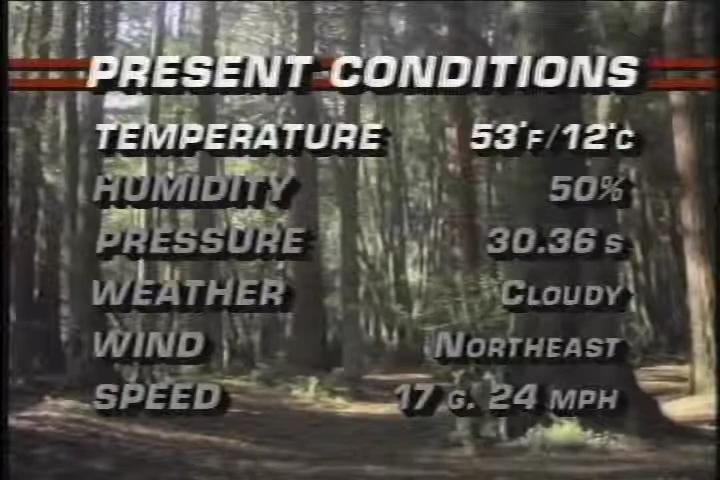 PRESENT CONDITIONS
TEMPERATURE 53°F/12°C
HUMIDITY 50%
PRESSURE 30.36 S
WEATHER CLOUDY
WIND NORTHEAST
SPEED 17 G. 24 MPH